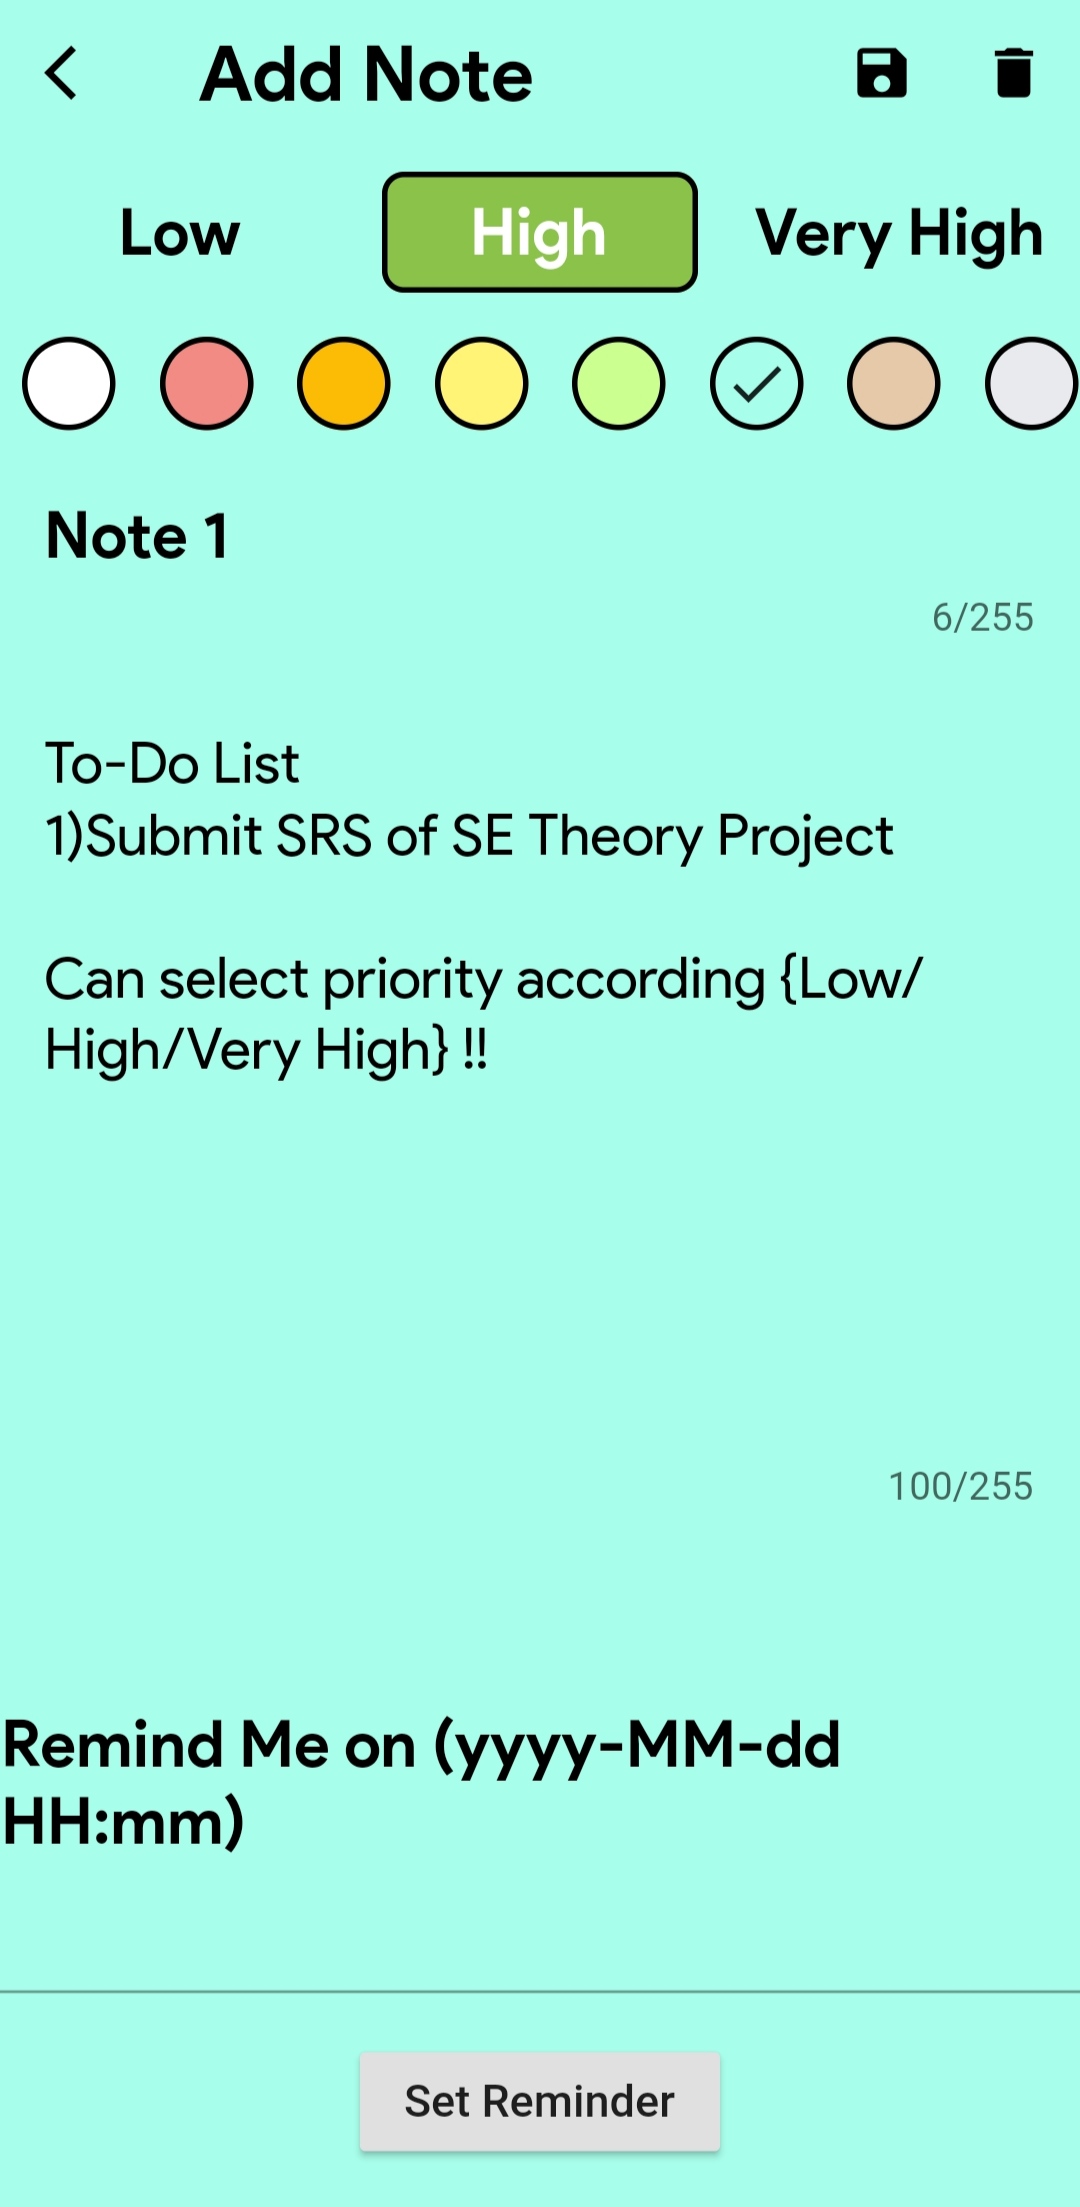 Add Note
Low High Very High
Note 1
6/255
To-Do List
1)Submit SRS of SE Theory Project
Can select priority according {Low/
High/Very High} !!
100/255
Remind Me on (yyyy-MM-dd
HH:mm)
Set Reminder